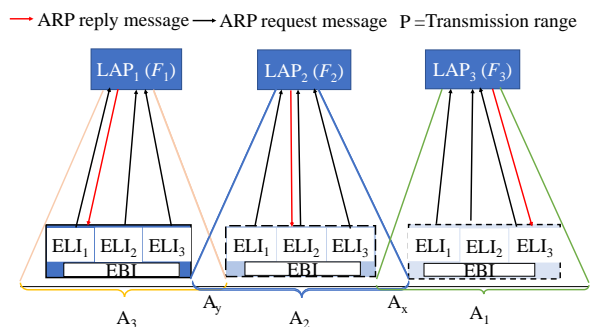 ARP reply message ARP request message P =Transmission range
LAP1 (F1) LAP2 (F2) LAP3 (F3)
ELI1 ELI2 ELI3 ELI1 ELI2 ELI3 ELI1 ELI2 ELI3
EBI EBI EBI
Ay Ax
A3 A2 A1